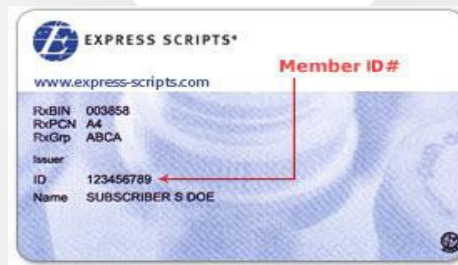 EXPRESS SCRIPTS®
Member ID#
www.express-scripts.com
RxBIN 003858
RxPCN A4
RxGrp ABCA
Issuer
ID 123456789
Name SUBSCRIBER S DOE